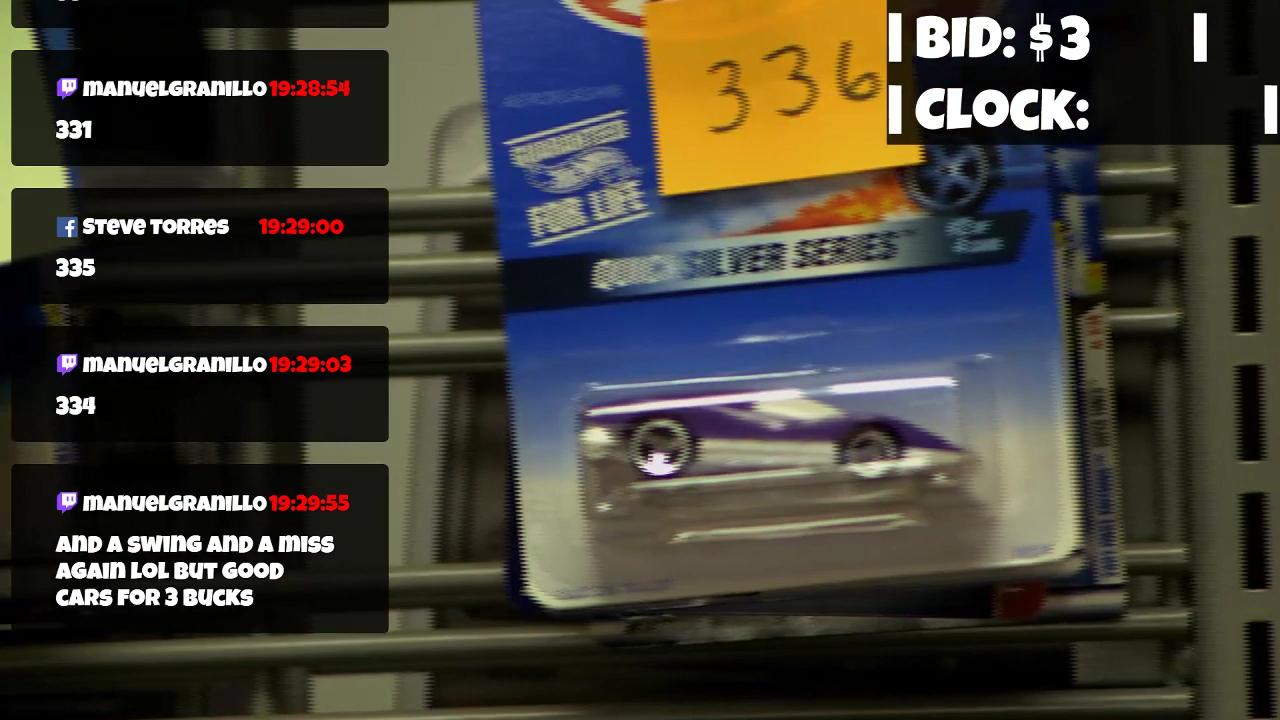 manuelgranillo 19:28:54
331
Steve Torres 19:29:00
335
manuelgranillo 19:29:03
334
manuelgranillo 19:29:55
AND A SWING AND A MISS
AGAIN LOL BUT GOOD
CARS FOR 3 BUCKS
336
FOR LIFE
QUICKSILVER SERIES™
BID: $3
CLOCK: